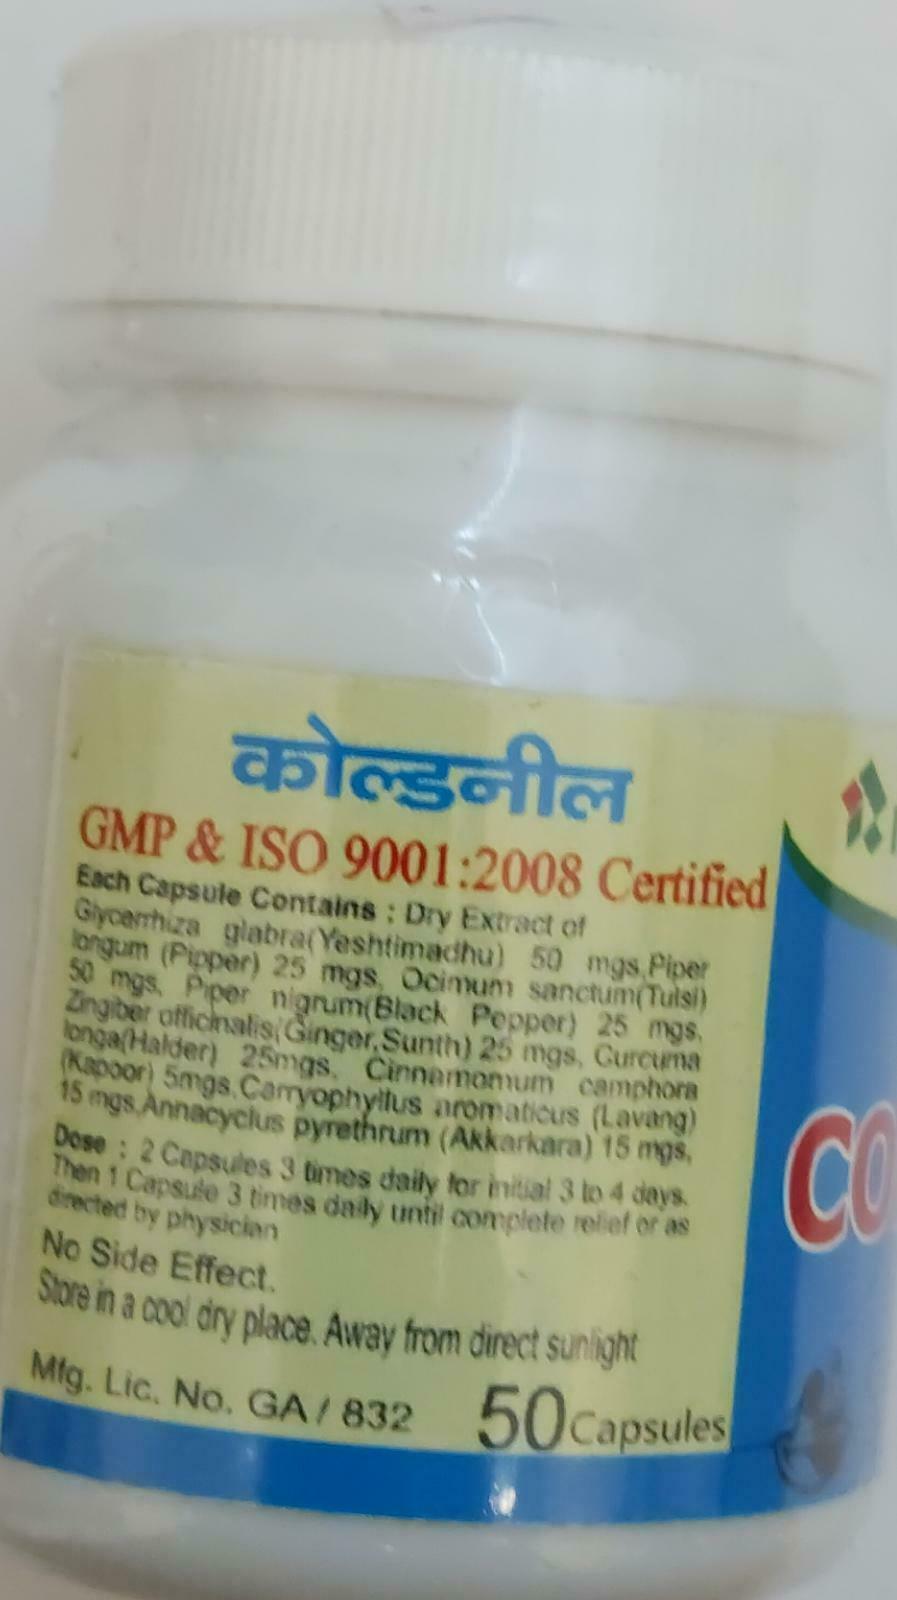 कोल्डनील
GMP & ISO 9001:2008 Certified
Each Capsule Contains : Dry Extract of
Glycerrhiza glabra(Yeshtimadhu) 50 mgs,Piper
longum (Pipper) 25 mgs, Ocimum sanctum(Tulsi)
50 mgs, Piper nigrum(Black Pepper) 25 mgs,
Zingiber officinalis(Ginger,Sunth) 25 mgs, Curcuma
longa(Halder) 25mgs, Cinnamomum camphora
(Kapoor) 5mgs,Carryophyllus aromaticus (Lavang)
15 mgs,Annacyclus pyrethrum (Akkarkara) 15 mgs,
Dose : 2 Capsules 3 times daily for initial 3 to 4 days.
Then 1 Capsule 3 times daily until complete relief or as
directed by physician
No Side Effect.
Store in a cool dry place. Away from direct sunlight
Mfg. Lic. No. GA / 832 50 Capsules
CO